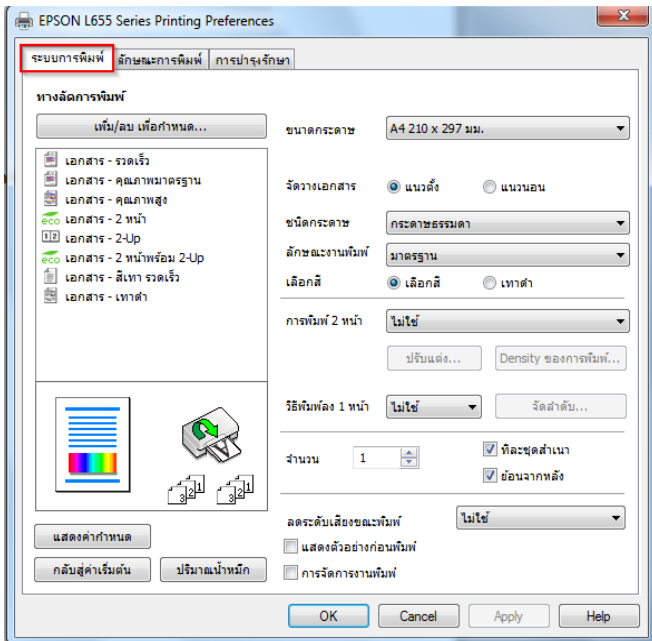 EPSON L655 Series Printing Preferences
ระบบการพิมพ์ ลักษณะการพิมพ์ การบำรุงรักษา
ทางลัดการพิมพ์
เพิ่ม/ลบ เพื่อกำหนด...
เอกสาร - รวดเร็ว
เอกสาร - คุณภาพมาตรฐาน
เอกสาร - คุณภาพสูง
eco เอกสาร - 2 หน้า
1 2 เอกสาร - 2-Up
eco เอกสาร - 2 หน้าพร้อม 2-Up
เอกสาร - สีเทา รวดเร็ว
เอกสาร - เทาดำ
3 2 1 3 2 1
แสดงค่ากำหนด
กลับสู่ค่าเริ่มต้น ปริมาณน้ำหมึก
ขนาดกระดาษ A4 210 x 297 มม.
จัดวางเอกสาร แนวตั้ง แนวนอน
ชนิดกระดาษ กระดาษธรรมดา
ลักษณะงานพิมพ์ มาตรฐาน
เลือกสี เลือกสี เทาดำ
การพิมพ์ 2 หน้า ไม่ใช้
ปรับแต่ง... Density ของการพิมพ์...
วิธีพิมพ์ลง 1 หน้า ไม่ใช้ จัดลำดับ...
จำนวน 1 ทีละชุดสำเนา
ย้อนจากหลัง
ลดระดับเสียงขณะพิมพ์ ไม่ใช้
แสดงตัวอย่างก่อนพิมพ์
การจัดการงานพิมพ์
OK Cancel Apply Help